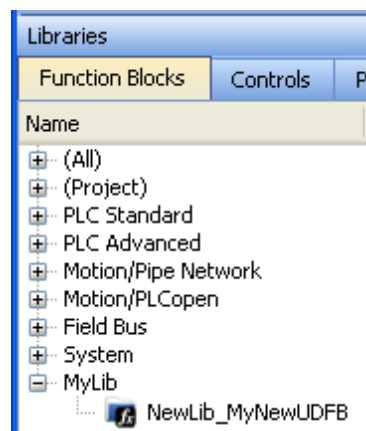 Libraries
Function Blocks Controls P
Name
(All)
(Project)
PLC Standard
PLC Advanced
Motion/Pipe Network
Motion/PLCopen
Field Bus
System
MyLib
NewLib_MyNewUDFB